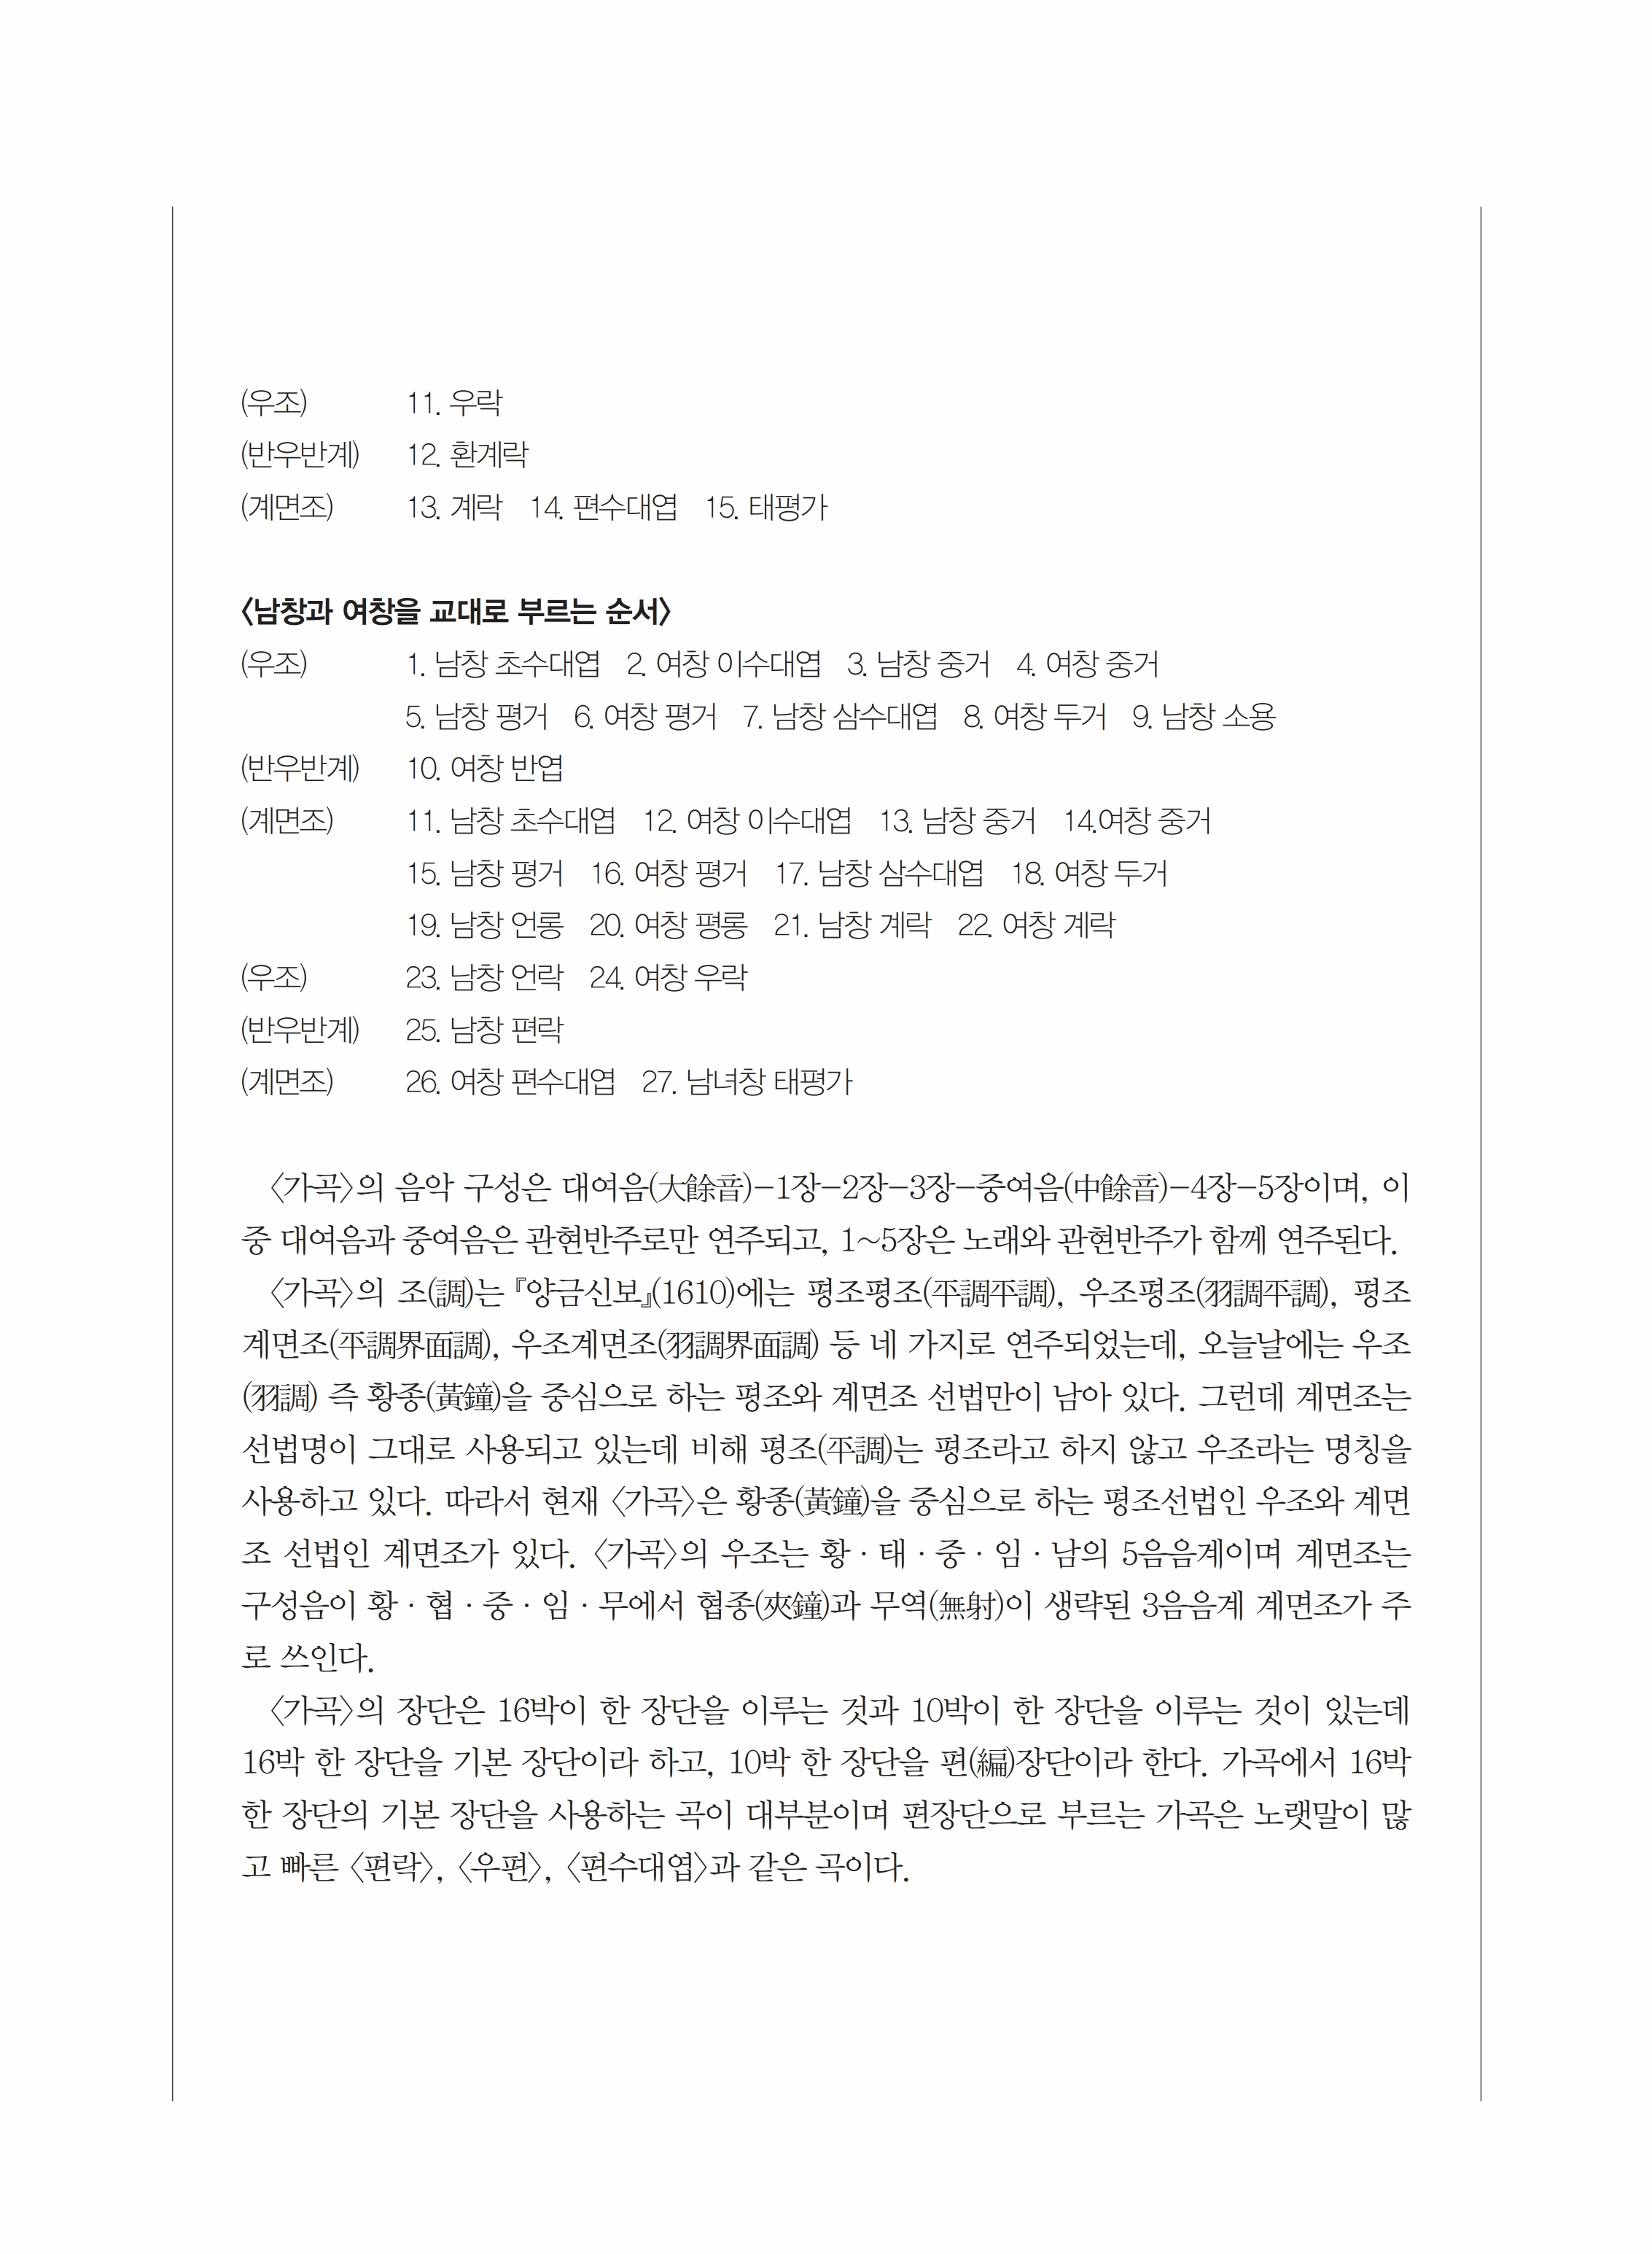 (우조) 11. 우락
(반우반계) 12. 환계락
(계면조) 13. 계락 14. 편수대엽 15. 태평가
〈남창과 여창을 교대로 부르는 순서〉
(우조) 1. 남창 초수대엽 2. 여창 이수대엽 3. 남창 중거 4. 여창 중거
5. 남창 평거 6. 여창 평거 7. 남창 삼수대엽 8. 여창 두거 9. 남창 소용
(반우반계) 10. 여창 반엽
(계면조) 11. 남창 초수대엽 12. 여창 이수대엽 13. 남창 중거 14.여창 중거
15. 남창 평거 16. 여창 평거 17. 남창 삼수대엽 18. 여창 두거
19. 남창 언롱 20. 여창 평롱 21. 남창 계락 22. 여창 계락
(우조) 23. 남창 언락 24. 여창 우락
(반우반계) 25. 남창 편락
(계면조) 26. 여창 편수대엽 27. 남녀창 태평가
〈가곡〉의 음악 구성은 대여음(大餘音)-1장-2장-3장-중여음(中餘音)-4장-5장이며, 이
중 대여음과 중여음은 관현반주로만 연주되고, 1~5장은 노래와 관현반주가 함께 연주된다.
〈가곡〉의 조(調)는 『양금신보』(1610)에는 평조평조(平調平調), 우조평조(羽調平調), 평조
계면조(平調界面調), 우조계면조(羽調界面調) 등 네 가지로 연주되었는데, 오늘날에는 우조
(羽調) 즉 황종(黃鐘)을 중심으로 하는 평조와 계면조 선법만이 남아 있다. 그런데 계면조는
선법명이 그대로 사용되고 있는데 비해 평조(平調)는 평조라고 하지 않고 우조라는 명칭을
사용하고 있다. 따라서 현재 〈가곡〉은 황종(黃鐘)을 중심으로 하는 평조선법인 우조와 계면
조 선법인 계면조가 있다. 〈가곡〉의 우조는 황·태·중·임·남의 5음음계이며 계면조는
구성음이 황·협·중·임·무에서 협종(夾鐘)과 무역(無射)이 생략된 3음음계 계면조가 주
로 쓰인다.
〈가곡〉의 장단은 16박이 한 장단을 이루는 것과 10박이 한 장단을 이루는 것이 있는데
16박 한 장단을 기본 장단이라 하고, 10박 한 장단을 편(編)장단이라 한다. 가곡에서 16박
한 장단의 기본 장단을 사용하는 곡이 대부분이며 편장단으로 부르는 가곡은 노랫말이 많
고 빠른 〈편락〉, 〈우편〉, 〈편수대엽〉과 같은 곡이다.